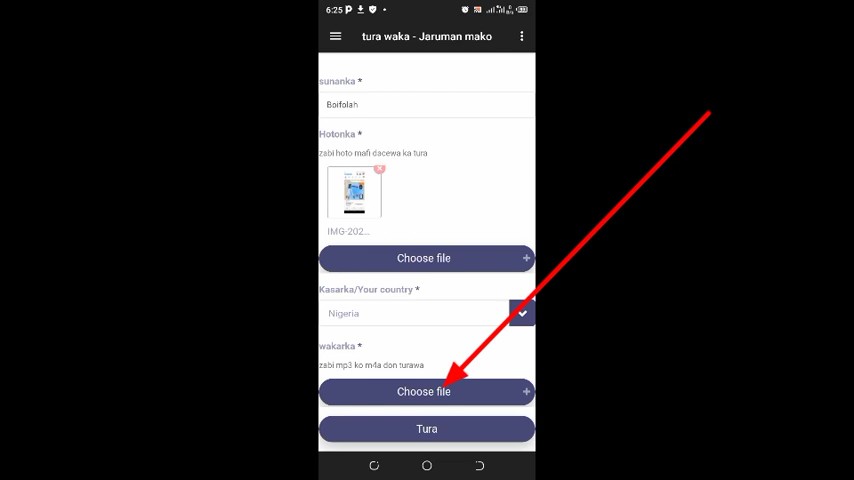 6:25
tura waka - Jaruman mako
sunanka *
Boifolah
Hotonka *
zabi hoto mafi dacewa ka tura
IMG-202...
Choose file +
Kasarka/Your country *
Nigeria
wakarka *
zabi mp3 ko m4a don turawa
Choose file +
Tura